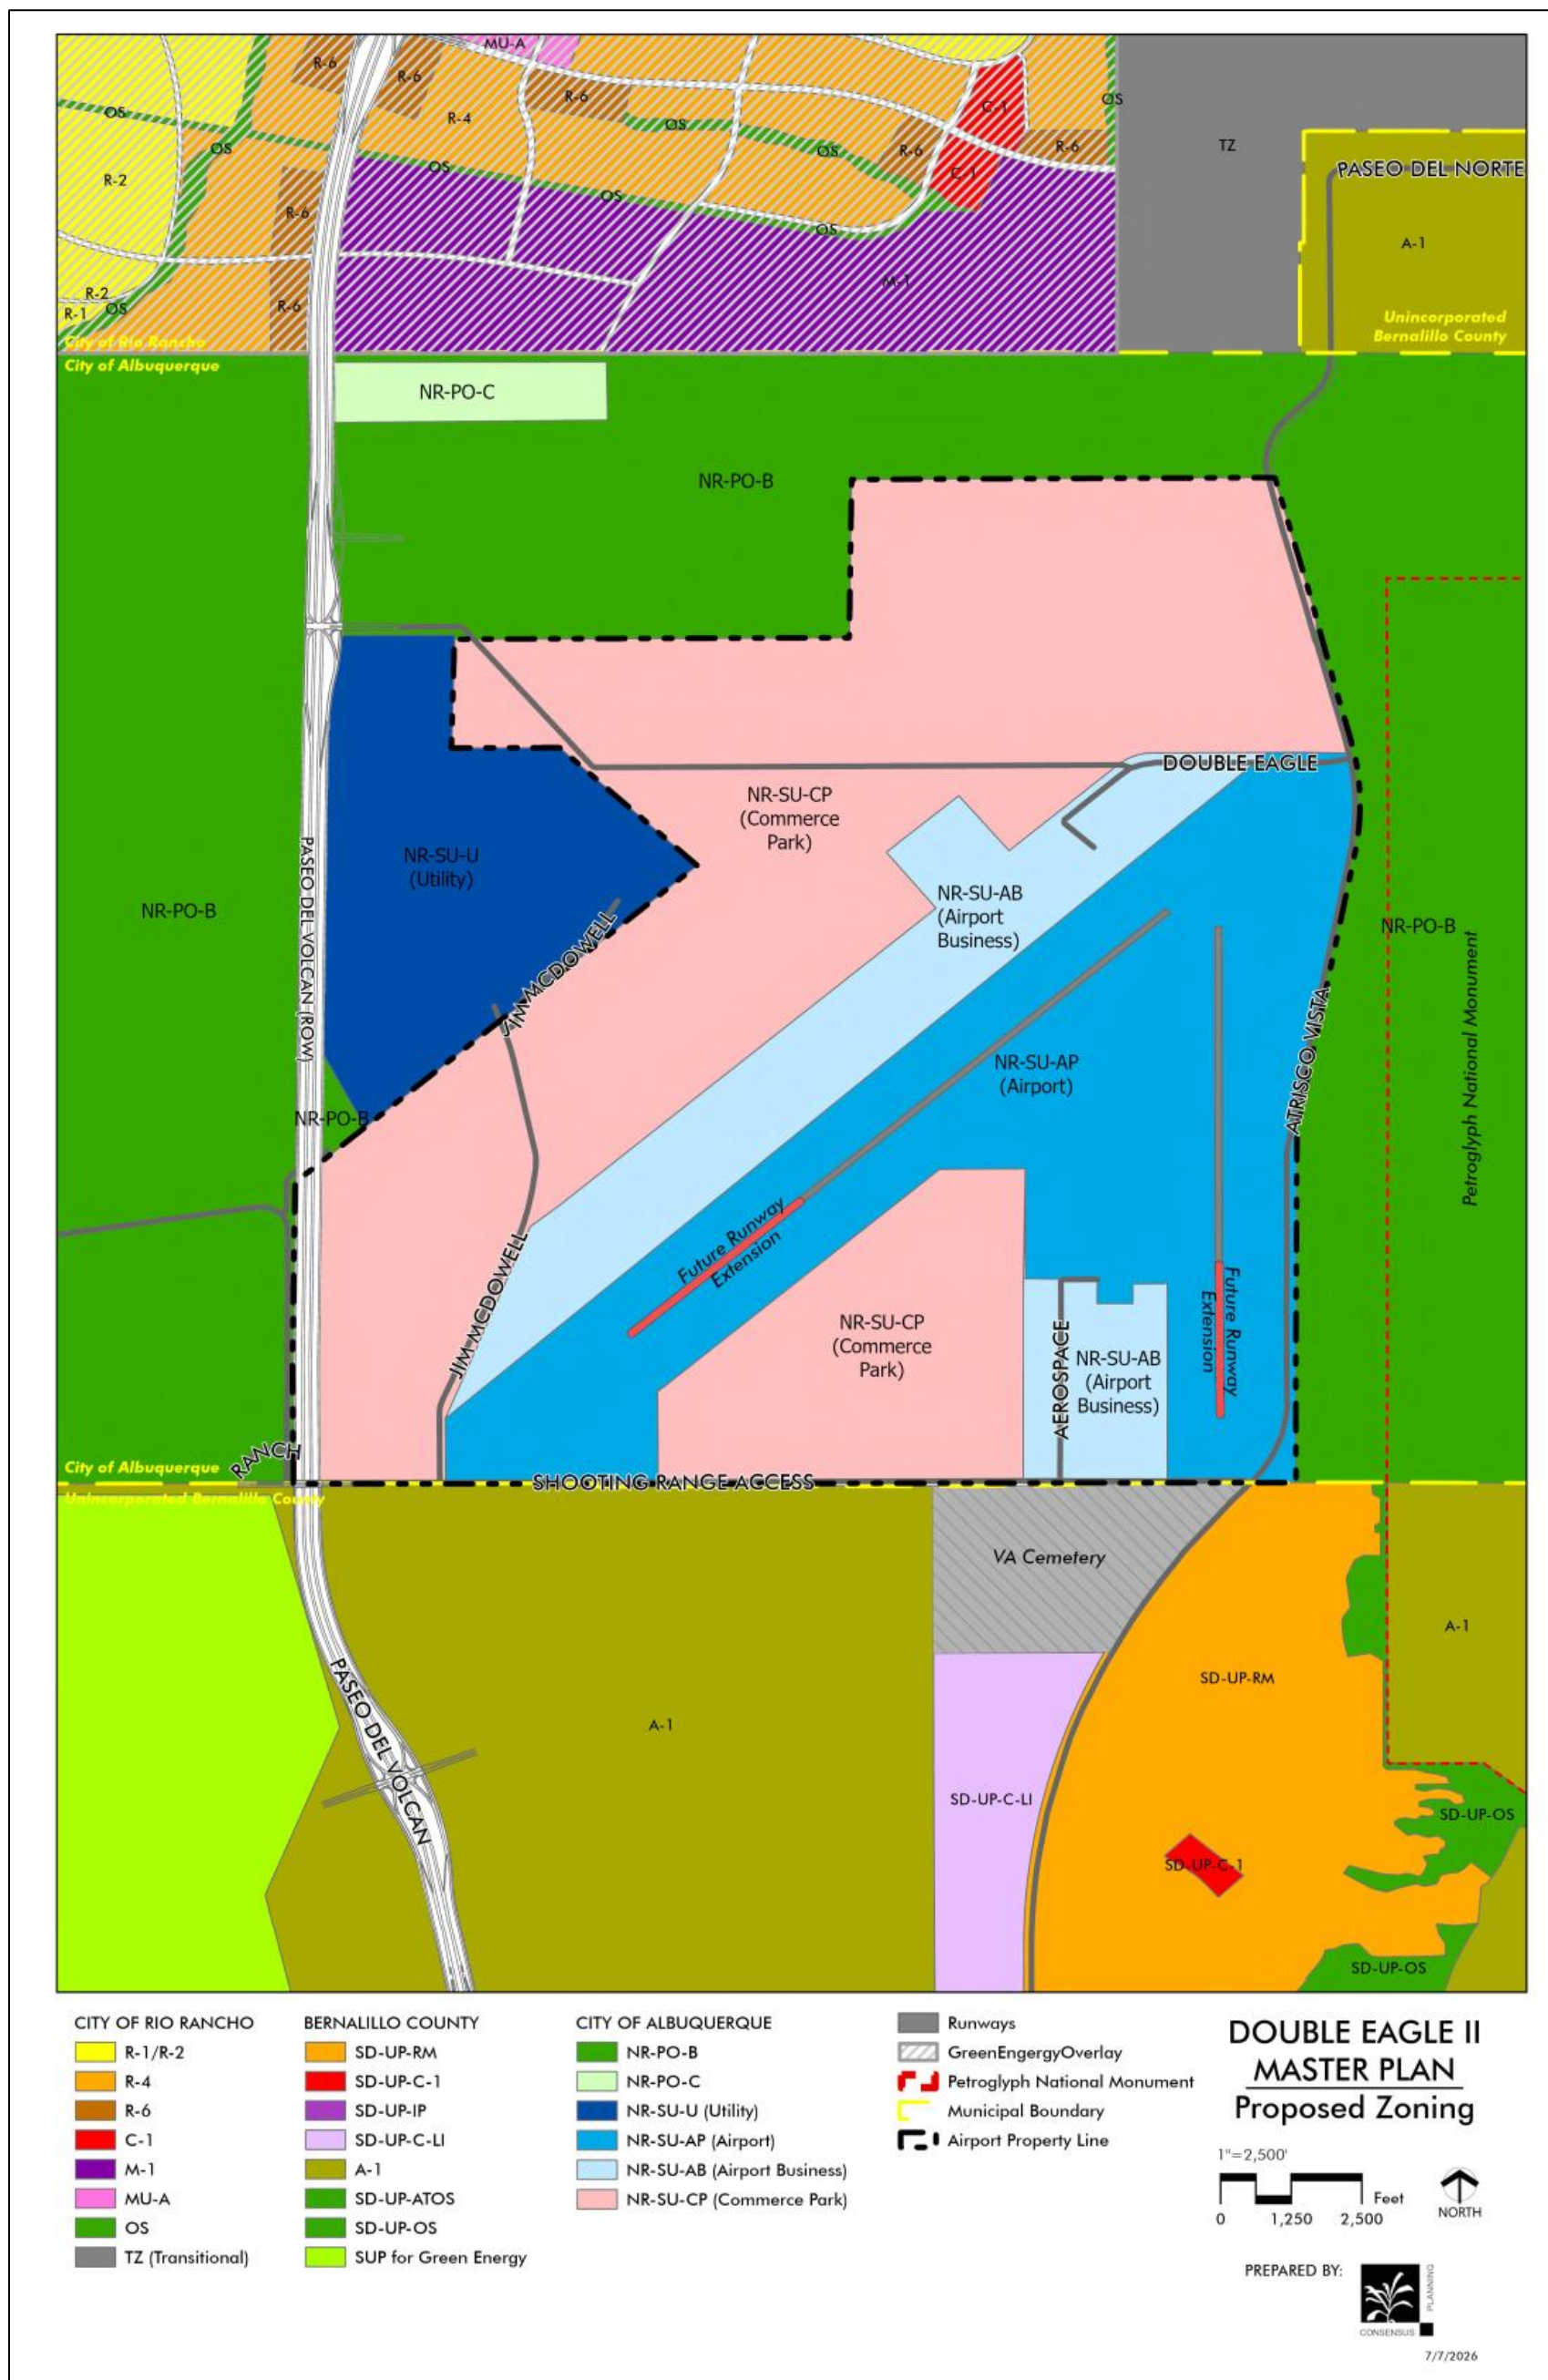 MU-A
R-6
R-6
R-6
R-4
C-1
OS
OS
OS
OS
OS
R-6
R-6
TZ
PASEO DEL NORTE
OS
R-2
OS
C-1
R-6
OS
OS
A-1
M-1
R-2
R-1
OS
R-6
Unincorporated
Bernalillo County
City of Rio Rancho
City of Albuquerque
NR-PO-C
NR-PO-B
DOUBLE EAGLE
NR-SU-CP
(Commerce
Park)
NR-SU-U
(Utility)
PASEO DEL VOLCAN (ROW)
NR-PO-B
NR-SU-AB
(Airport
Business)
NR-PO-B
JIM MCDOWELL
Petroglyph National Monument
NR-SU-AP
(Airport)
ATRISCO VISTA
NR-PO-B
Future Runway
Extension
JIM MCDOWELL
NR-SU-CP
(Commerce
Park)
AEROSPACE
NR-SU-AB
(Airport
Business)
Future Runway
Extension
RANCH
City of Albuquerque
SHOOTING RANGE ACCESS
Unincorporated Bernalillo County
VA Cemetery
A-1
SD-UP-RM
PASEO DEL VOLCAN
A-1
SD-UP-C-LI
SD-UP-OS
SD-UP-C-1
SD-UP-OS
CITY OF RIO RANCHO
R-1/R-2
R-4
R-6
C-1
M-1
MU-A
OS
TZ (Transitional)
BERNALILLO COUNTY
SD-UP-RM
SD-UP-C-1
SD-UP-IP
SD-UP-C-LI
A-1
SD-UP-ATOS
SD-UP-OS
SUP for Green Energy
CITY OF ALBUQUERQUE
NR-PO-B
NR-PO-C
NR-SU-U (Utility)
NR-SU-AP (Airport)
NR-SU-AB (Airport Business)
NR-SU-CP (Commerce Park)
Runways
GreenEngergyOverlay
Petroglyph National Monument
Municipal Boundary
Airport Property Line
DOUBLE EAGLE II
MASTER PLAN
Proposed Zoning
1"=2,500'
Feet
0 1,250 2,500
NORTH
PREPARED BY:
CONSENSUS
PLANNING
7/7/2026